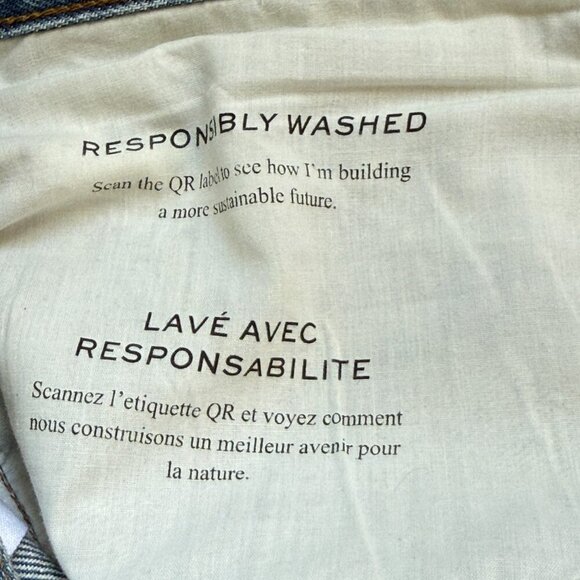 RESPONSIBLY WASHED
Scan the QR label to see how I'm building
a more sustainable future.
LAVÉ AVEC
RESPONSABILITE
Scannez l'etiquette QR et voyez comment
nous construisons un meilleur avenir pour
la nature.